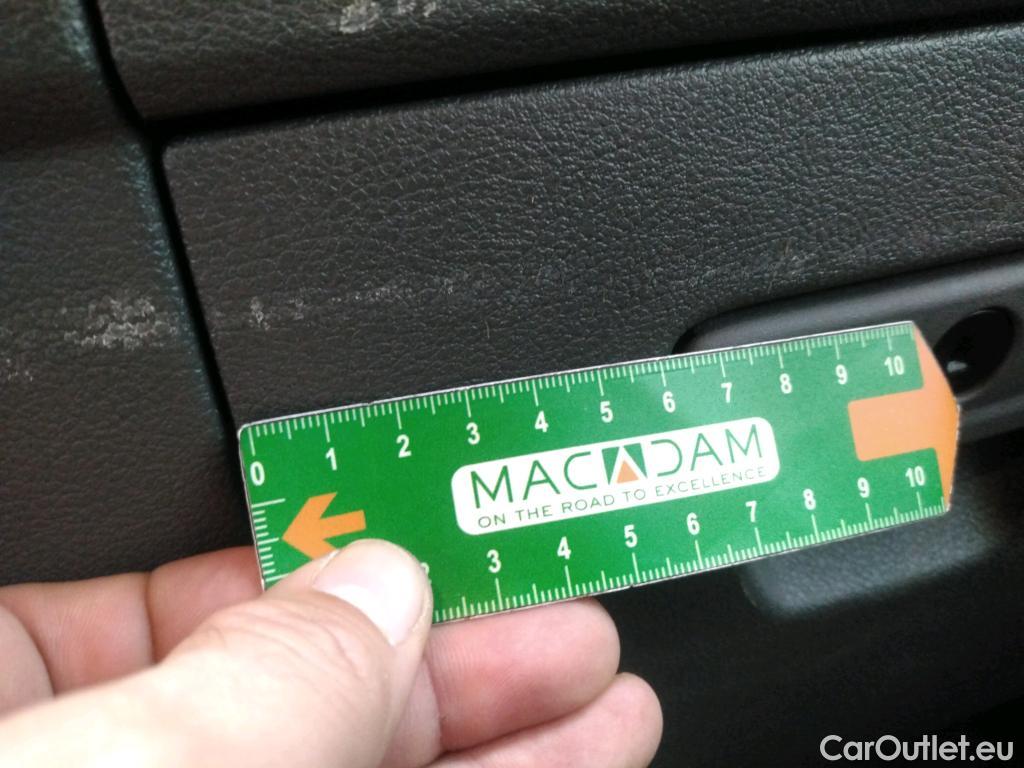 0 1 2 3 4 5 6 7 8 9 10
MACADAM
ON THE ROAD TO EXCELLENCE
3 4 5 6 7 8 9 10
CarOutlet.eu